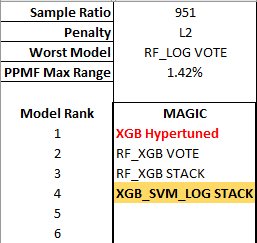 Sample Ratio 951
Penalty L2
Worst Model RF_LOG VOTE
PPMF Max Range 1.42%
Model Rank MAGIC
1 XGB Hypertuned
2 RF_XGB VOTE
3 RF_XGB STACK
4 XGB_SVM_LOG STACK
5
6